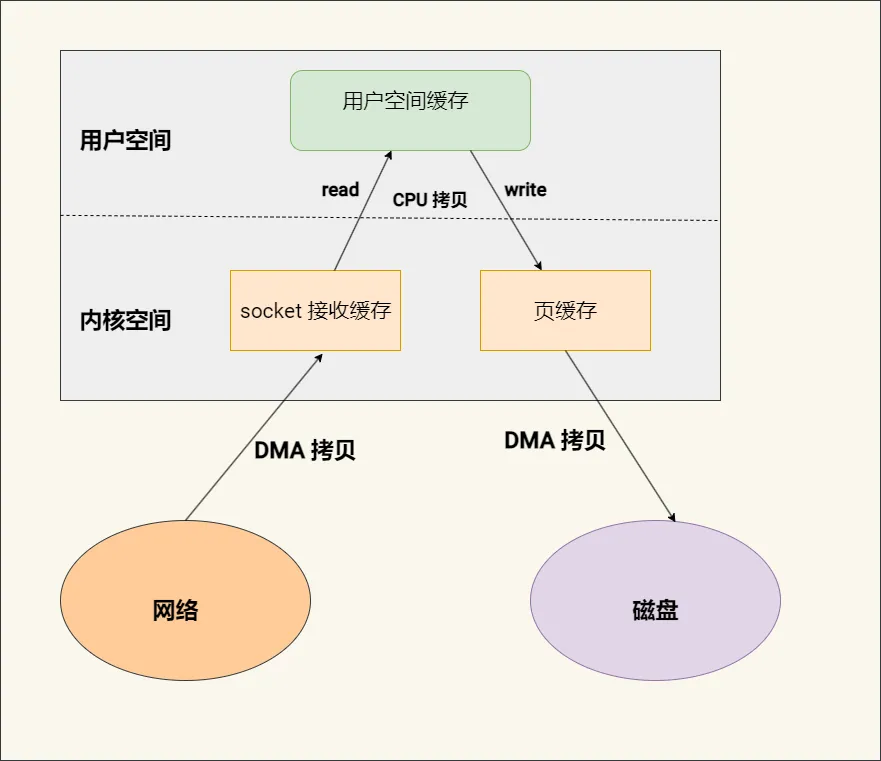 用户空间缓存
用户空间
read
CPU 拷贝
write
内核空间
socket 接收缓存
页缓存
DMA 拷贝
DMA 拷贝
网络
磁盘